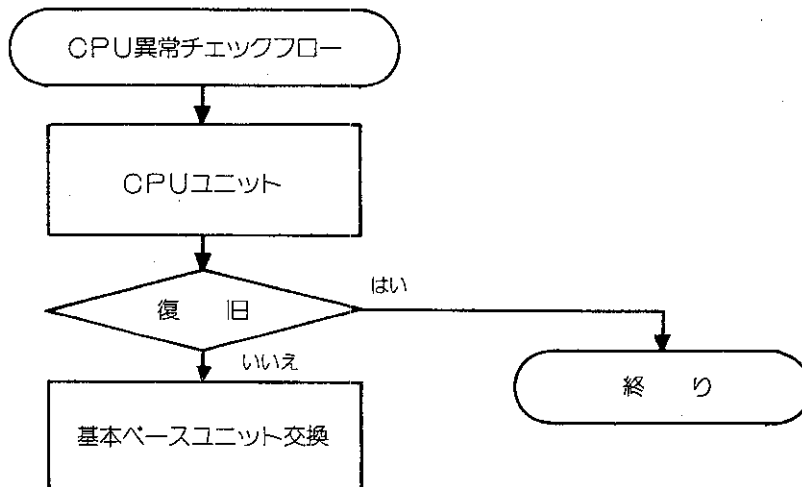 CPU異常チェックフロー
CPUユニット
復 旧
はい
いいえ
終 り
基本ベースユニット交換